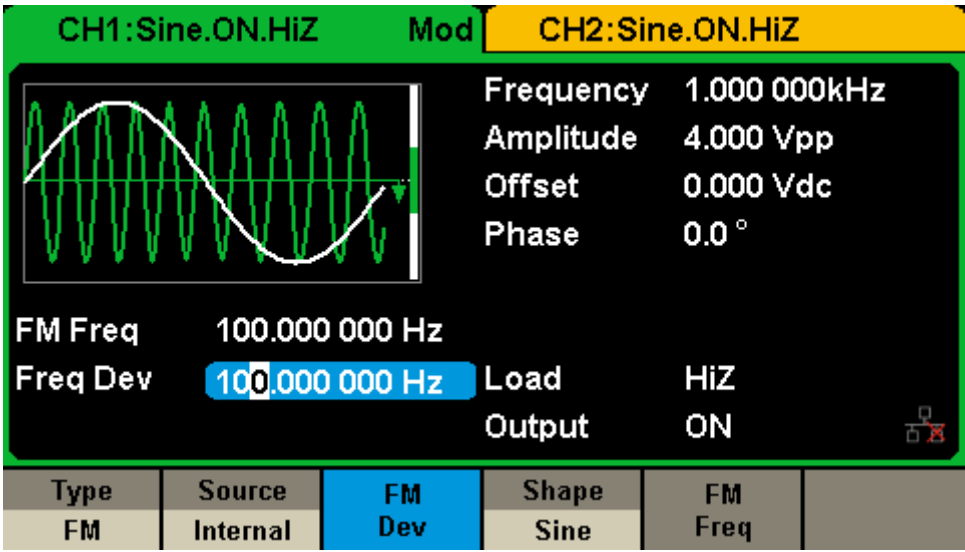 CH1:Sine.ON.HiZ Mod CH2:Sine.ON.HiZ
Frequency 1.000 000kHz
Amplitude 4.000 Vpp
Offset 0.000 Vdc
Phase 0.0 °
FM Freq 100.000 000 Hz
Freq Dev 100.000 000 Hz Load HiZ
Output ON
Type Source FM Shape FM
FM Internal Dev Sine Freq